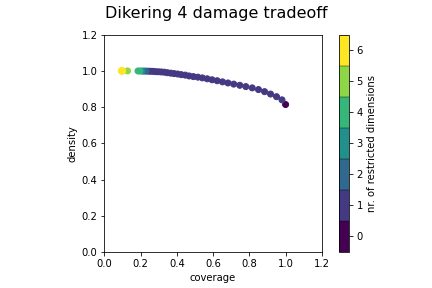 Dikering 4 damage tradeoff
1.2
1.0
0.8
0.6
0.4
0.2
0.0
density
0.0 0.2 0.4 0.6 0.8 1.0 1.2
coverage
6
5
4
3
2
1
0
nr. of restricted dimensions